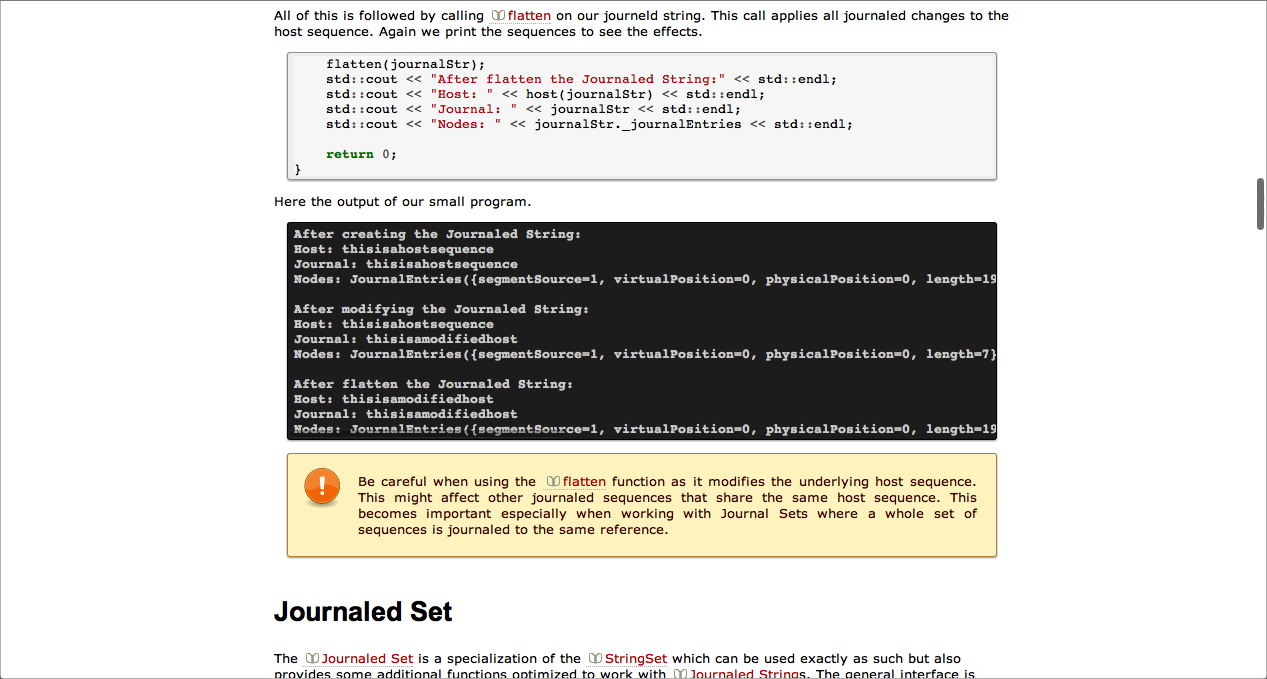 All of this is followed by calling flatten on our journeld string. This call applies all journaled changes to the
host sequence. Again we print the sequences to see the effects.
flatten(journalStr);
std::cout << "After flatten the Journaled String:" << std::endl;
std::cout << "Host: " << host(journalStr) << std::endl;
std::cout << "Journal: " << journalStr << std::endl;
std::cout << "Nodes: " << journalStr._journalEntries << std::endl;
return 0;
}
Here the output of our small program.
After creating the Journaled String:
Host: thisisahostsequence
Journal: thisisahostsequence
Nodes: JournalEntries({segmentSource=1, virtualPosition=0, physicalPosition=0, length=19
After modifying the Journaled String:
Host: thisisahostsequence
Journal: thisisamodifiedhost
Nodes: JournalEntries({segmentSource=1, virtualPosition=0, physicalPosition=0, length=7}
After flatten the Journaled String:
Host: thisisamodifiedhost
Journal: thisisamodifiedhost
Nodes: JournalEntries({segmentSource=1, virtualPosition=0, physicalPosition=0, length=19
Be careful when using the flatten function as it modifies the underlying host sequence.
This might affect other journaled sequences that share the same host sequence. This
becomes important especially when working with Journal Sets where a whole set of
sequences is journaled to the same reference.
Journaled Set
The Journaled Set is a specialization of the StringSet which can be used exactly as such but also
provides some additional functions optimized to work with Journaled Strings. The general interface is